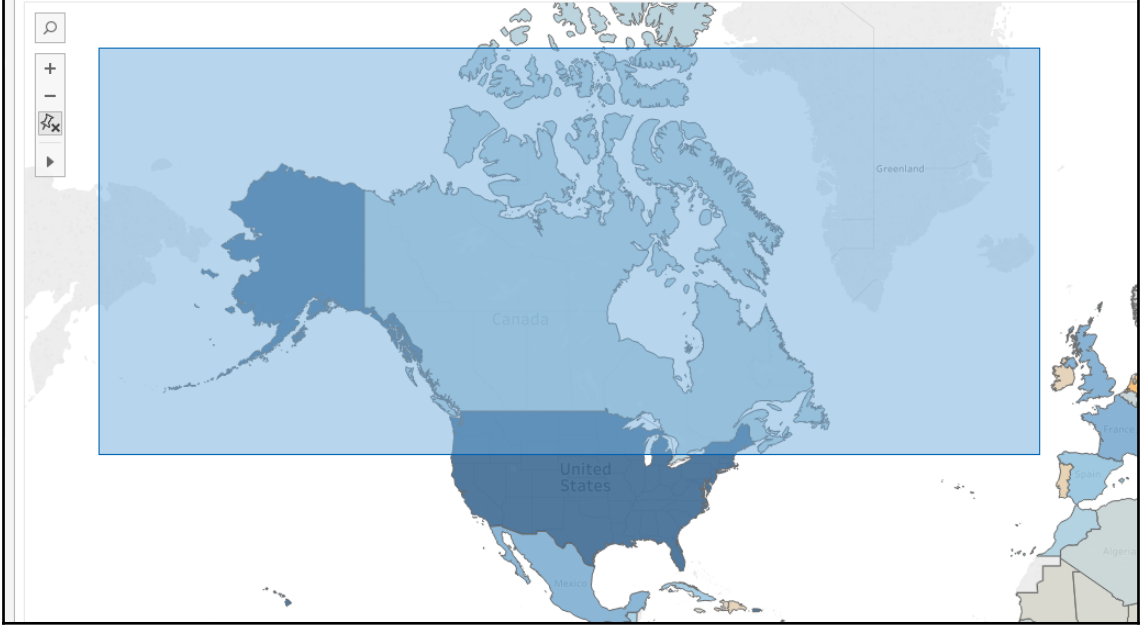 Greenland
Canada
United
States
France
Spain
Mexico
Algeria